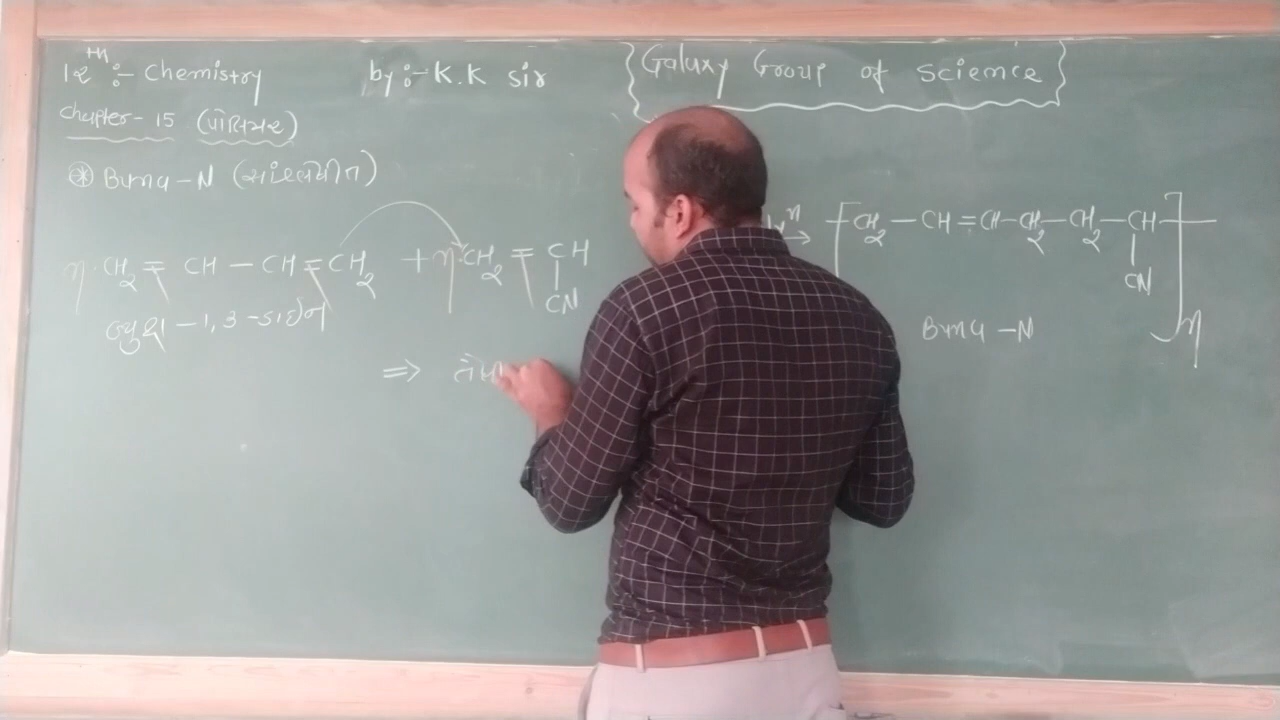 12th :- Chemistry by :- K.K sir Galaxy Group of Science
Chapter- 15 (પોલિમર)
⊛ Buna-N (સાંશ્લેષીત)
n·CH2 = CH - CH = CH2 + n·CH2 = CH → [CH2 - CH = CH - CH2 - CH2 - CH]n
CN CN
- 1, 3 - ડાઇન Buna -N
⇒ તેમા